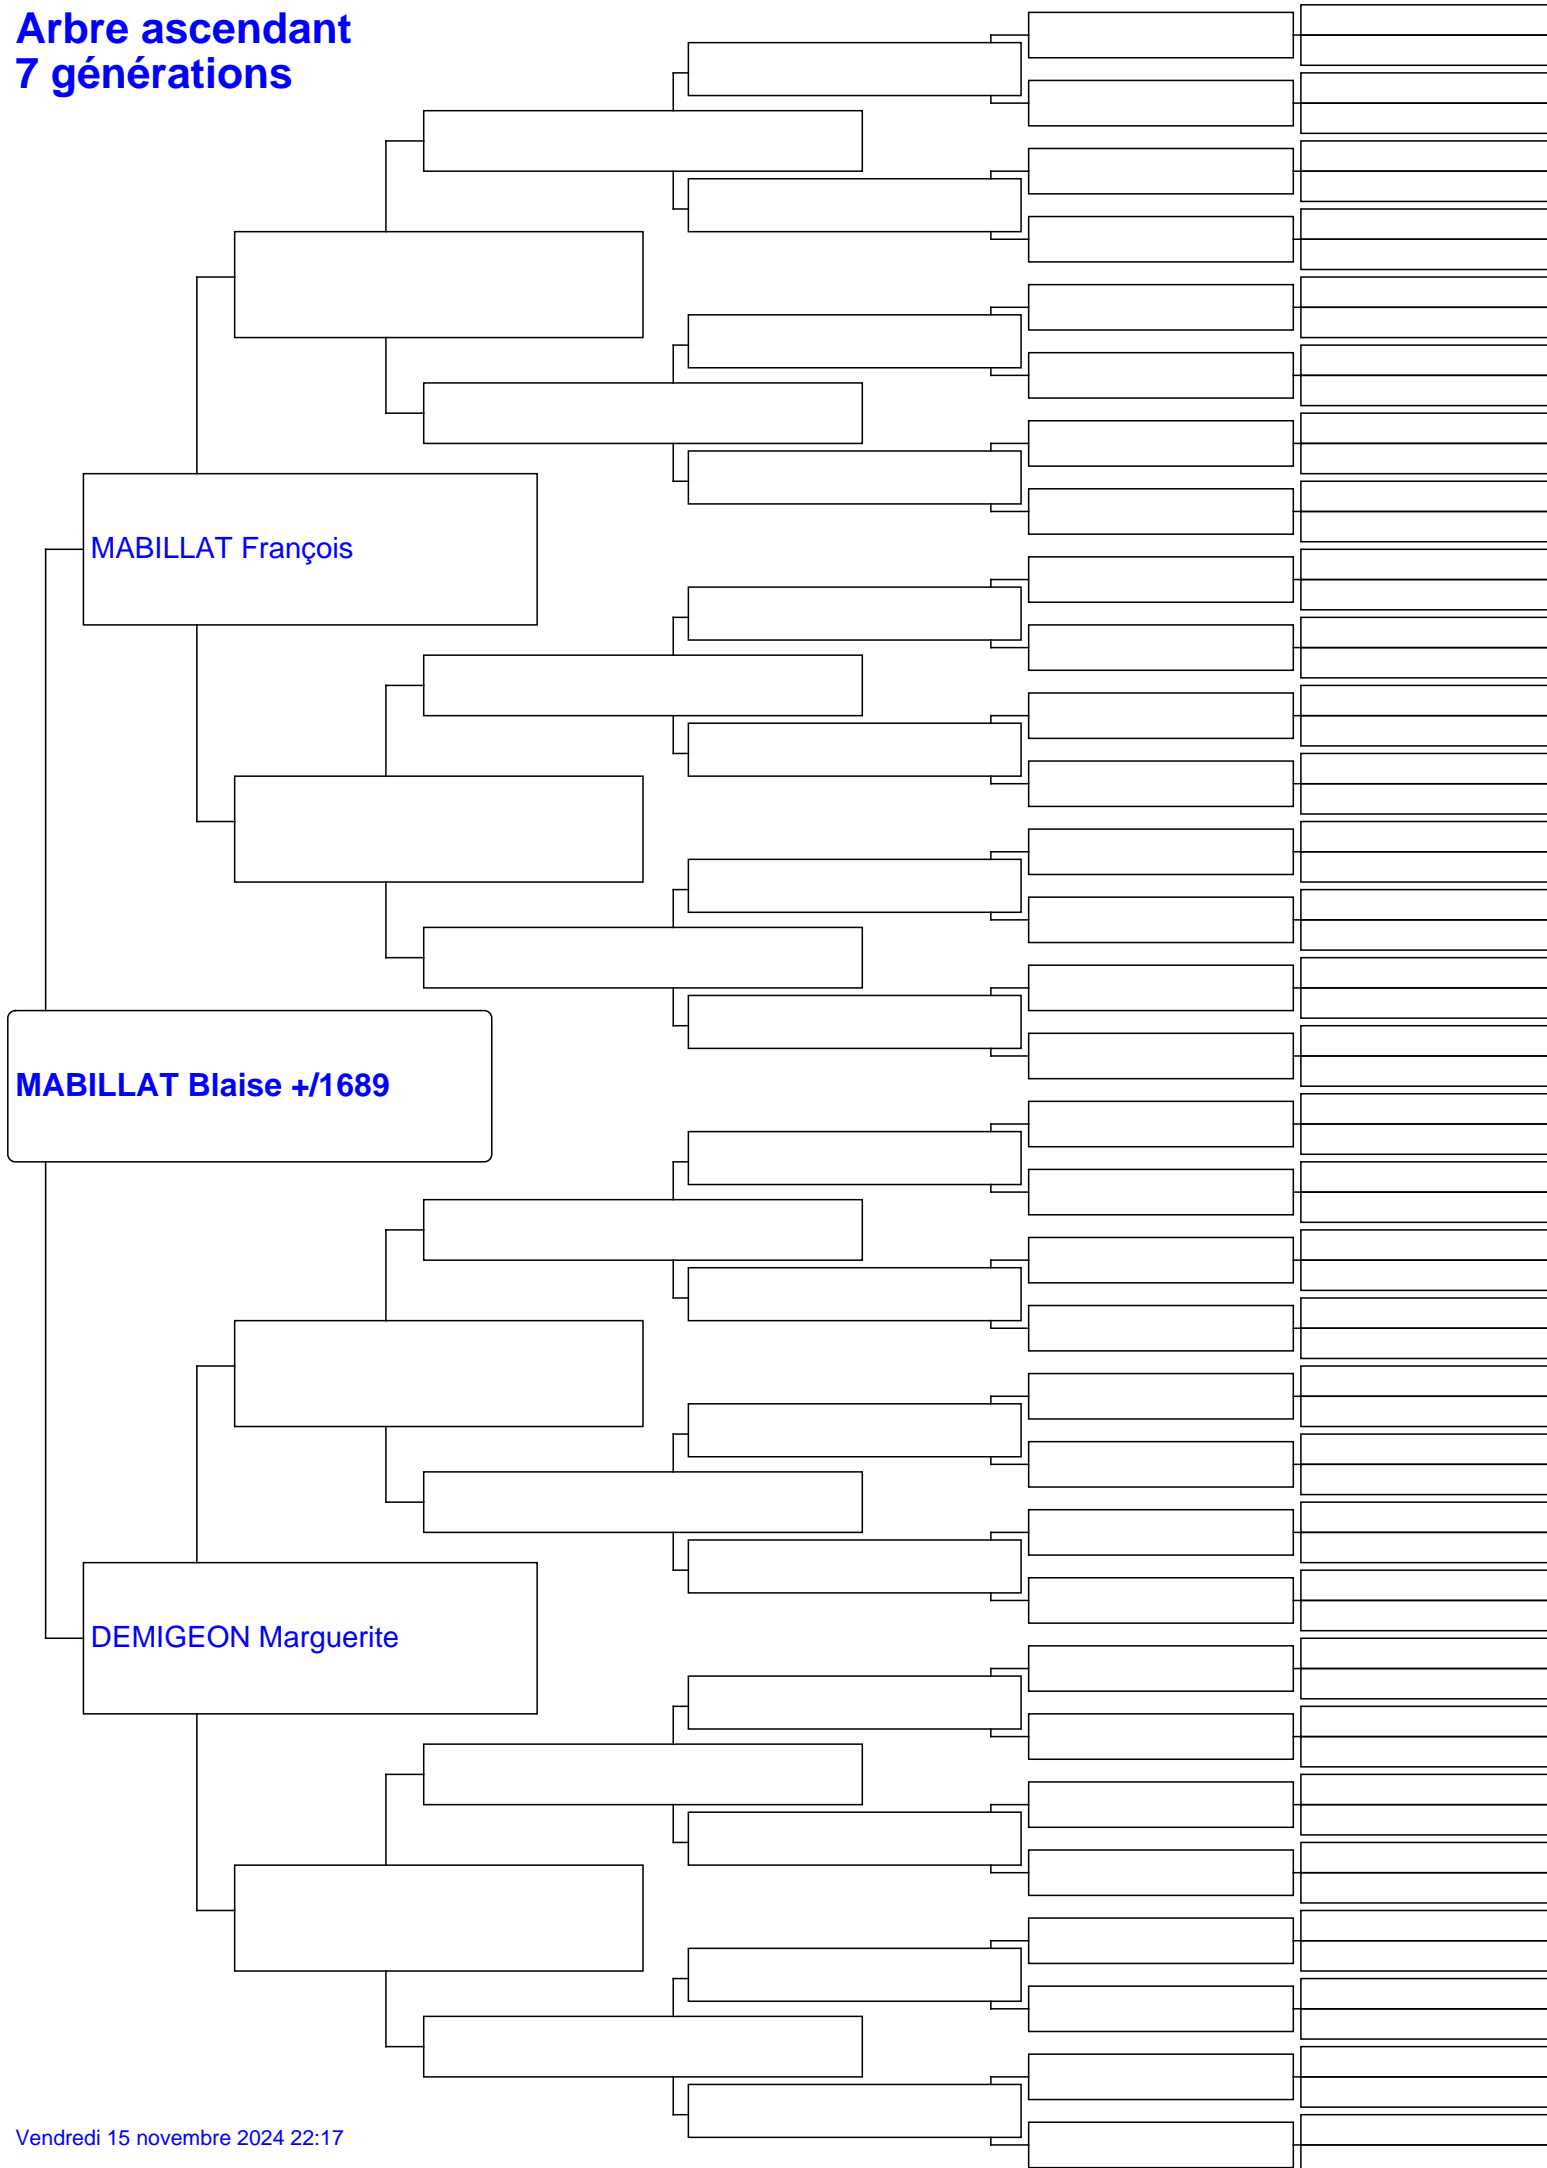 Arbre ascendant
7 générations
MABILLAT François
MABILLAT Blaise +/1689
DEMIGEON Marguerite
Vendredi 15 novembre 2024 22:17